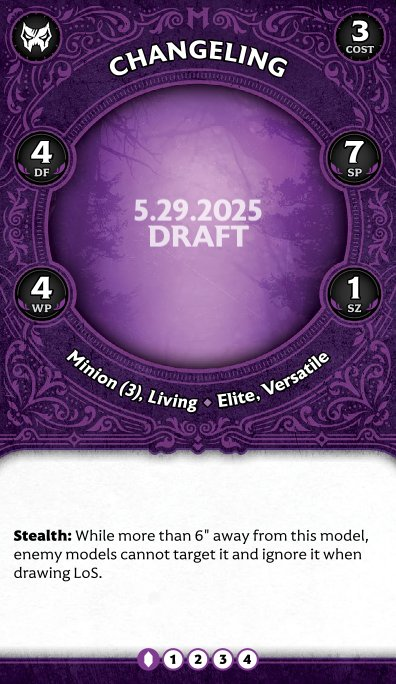 M
3
COST
CHANGELING
4
DF
7
SP
5.29.2025
DRAFT
4
WP
1
SZ
Minion (3), Living ◆ Elite, Versatile
Stealth: While more than 6" away from this model,
enemy models cannot target it and ignore it when
drawing LoS.
1 2 3 4